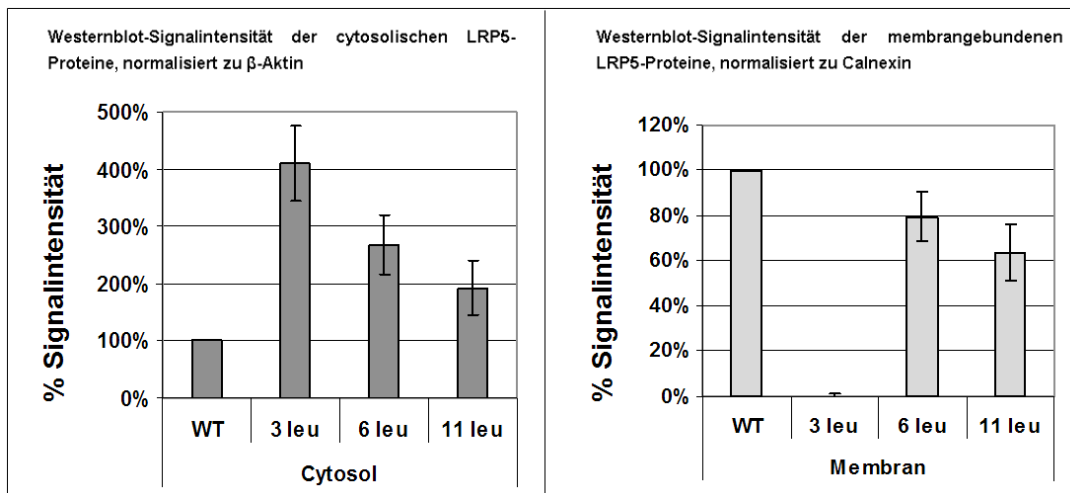 Westernblot-Signalintensität der cytosolischen LRP5-
Proteine, normalisiert zu β-Aktin
% Signalintensität
500%
400%
300%
200%
100%
0%
WT 3 leu 6 leu 11 leu
Cytosol
Westernblot-Signalintensität der membrangebundenen
LRP5-Proteine, normalisiert zu Calnexin
% Signalintensität
120%
100%
80%
60%
40%
20%
0%
WT 3 leu 6 leu 11 leu
Membran